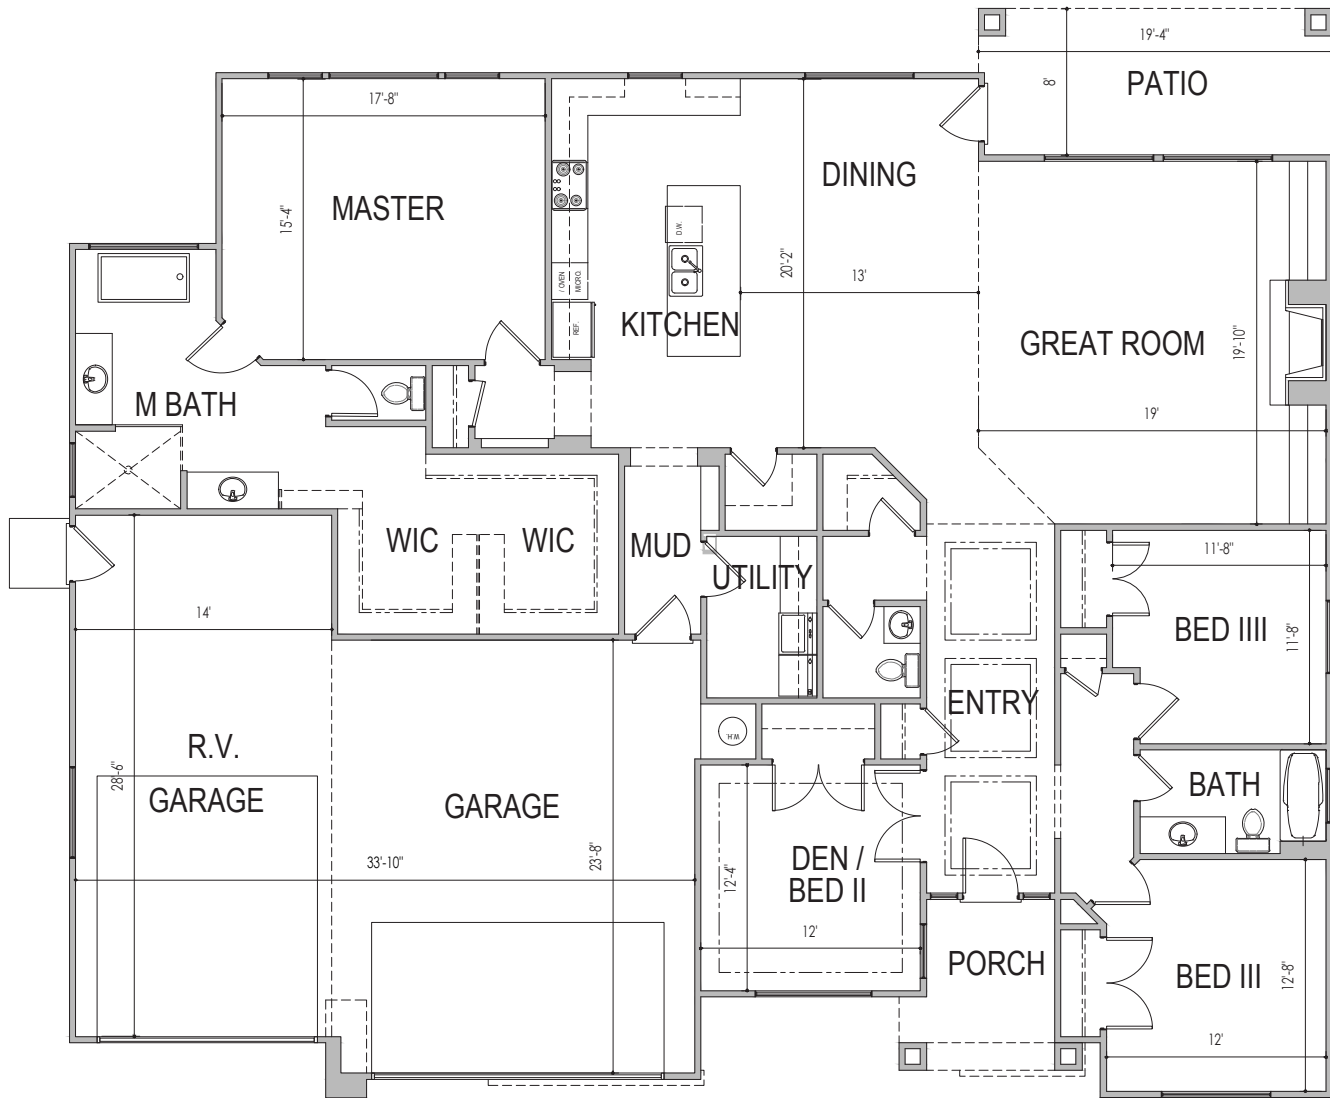 19'-4"
PATIO
8'
17'-8"
MASTER
15'-4"
DINING
D.W.
20'-2"
13'
/ OVEN
MICRO.
REF.
KITCHEN
GREAT ROOM
19'-10"
19'
M BATH
WIC
WIC
MUD
UTILITY
11'-8"
BED IIII
11'-8"
14'
ENTRY
W.H.
R.V.
GARAGE
28'-6"
GARAGE
33'-10"
23'-8"
BATH
DEN /
BED II
12'-4"
12'
PORCH
BED III
12'-8"
12'